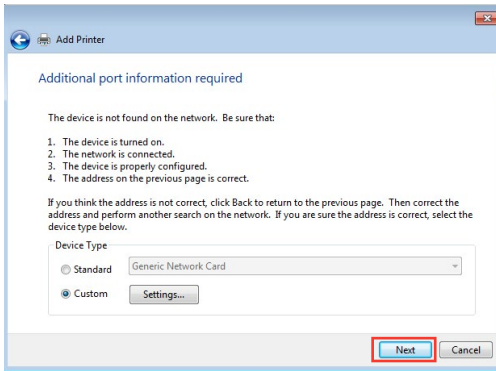 Add Printer
Additional port information required
The device is not found on the network. Be sure that:
1. The device is turned on.
2. The network is connected.
3. The device is properly configured.
4. The address on the previous page is correct.
If you think the address is not correct, click Back to return to the previous page. Then correct the
address and perform another search on the network. If you are sure the address is correct, select the
device type below.
Device Type
Standard
Generic Network Card
Custom
Settings...
Next
Cancel